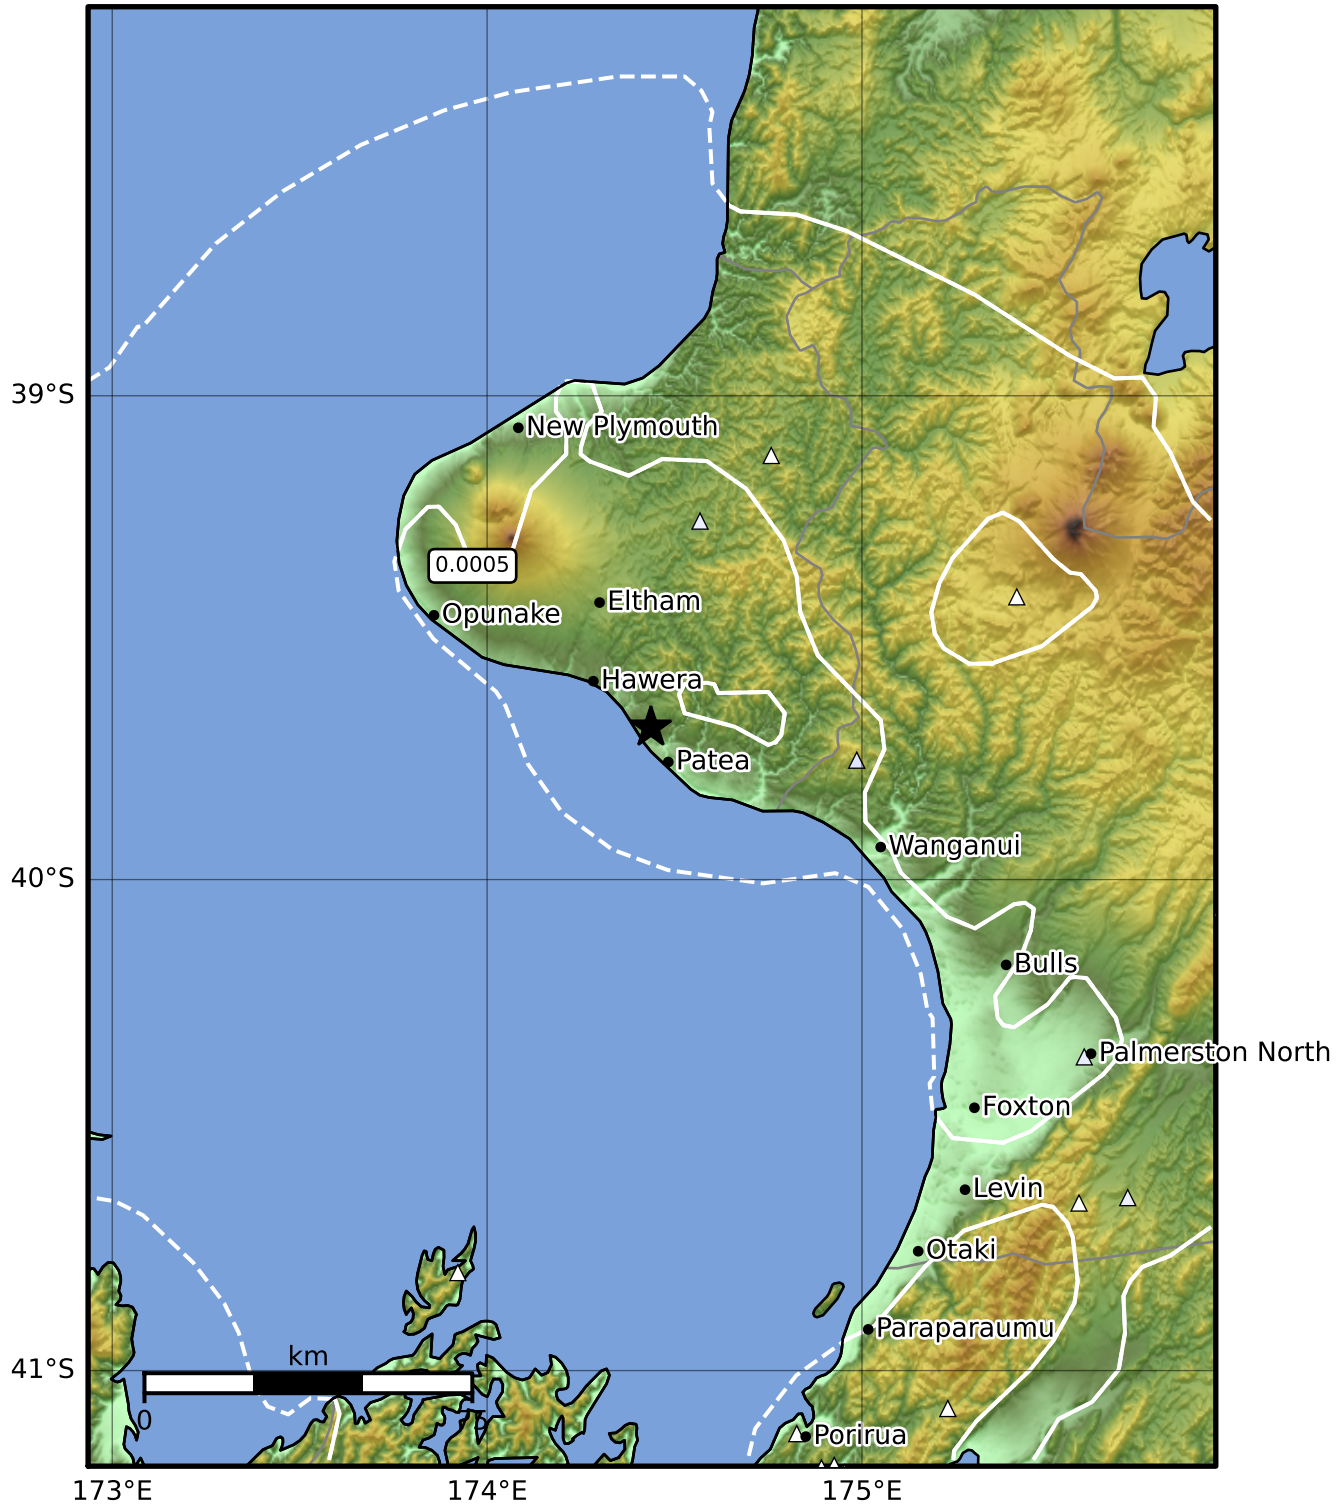 39°S
New Plymouth
0.0005
Opunake
Eltham
Hawera
Patea
Wanganui
40°S
Bulls
Palmerston North
Foxton
Levin
Otaki
Paraparaumu
km
41°S
0
75
Porirua
173°E
174°E
175°E